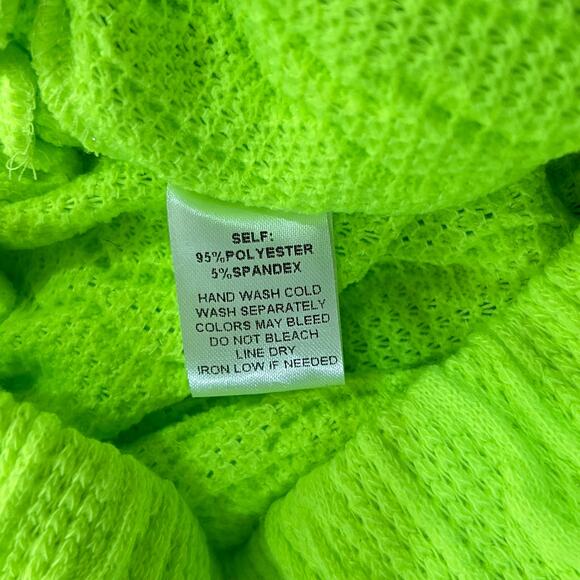 SELF:
95%POLYESTER
5%SPANDEX
HAND WASH COLD
WASH SEPARATELY
COLORS MAY BLEED
DO NOT BLEACH
LINE DRY
IRON LOW IF NEEDED